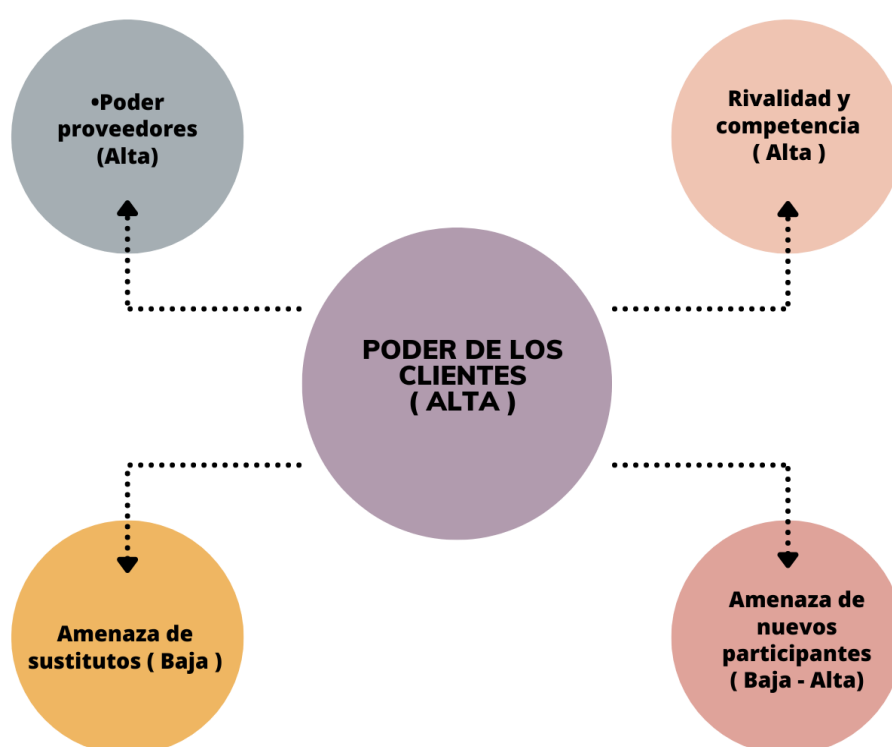 •Poder
proveedores
(Alta)
Rivalidad y
competencia
( Alta )
PODER DE LOS
CLIENTES
( ALTA )
Amenaza de
sustitutos ( Baja )
Amenaza de
nuevos
participantes
( Baja - Alta)